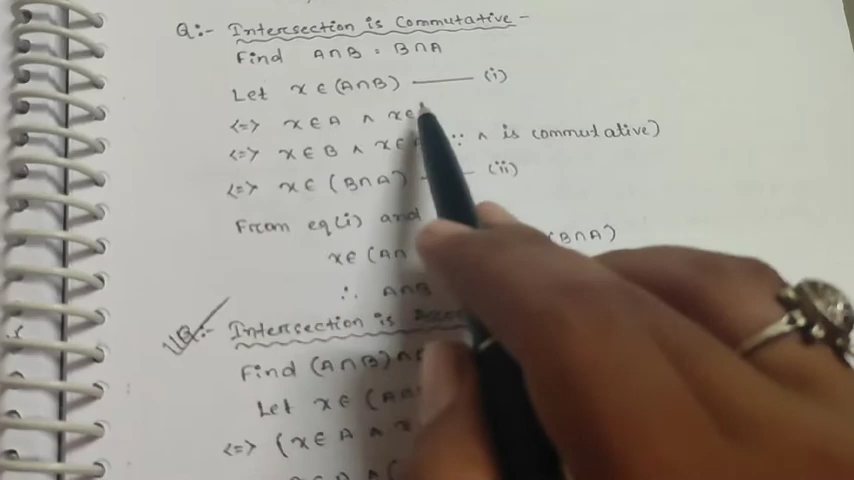 Q:- Intersection is Commutative -
Find A∩B = B∩A
Let x ∈ (A∩B) ——— (i)
<=> x ∈ A ∧ x ∈
<=> x ∈ B ∧ x ∈ ∵ ∧ is commutative)
<=> x ∈ (B∩A) — (ii)
From eq(i) and
x ∈ (A∩ (B∩A)
∴ A∩B
Q:- Intersection is
Find (A∩B)∩
Let x ∈ (A∩
<=> (x ∈ A ∧ x